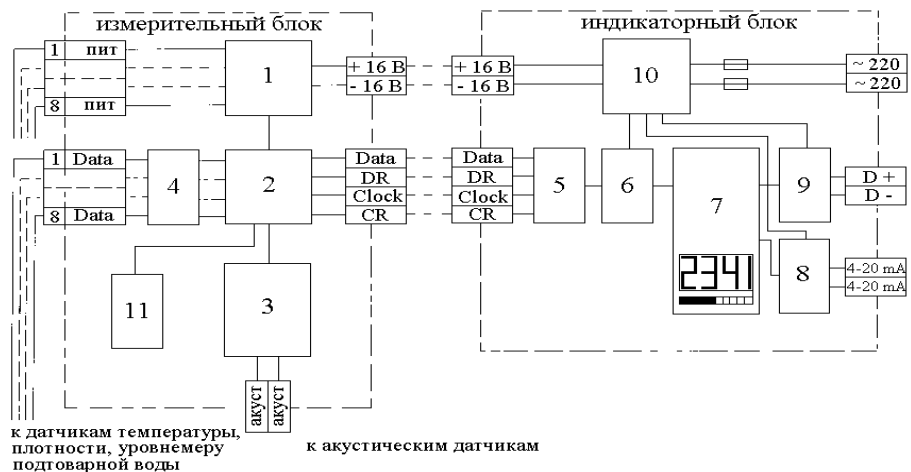 измерительный блок
индикаторный блок
1 пит
8 пит
1
+ 16 В
- 16 В
+ 16 В
- 16 В
10
~ 220
~ 220
1 Data
8 Data
4
2
Data
DR
Clock
CR
Data
DR
Clock
CR
5
6
7
2341
9
D +
D -
8
4-20 mA
4-20 mA
11
3
акуст
акуст
к датчикам температуры,
плотности, уровнемеру
подтоварной воды
к акустическим датчикам